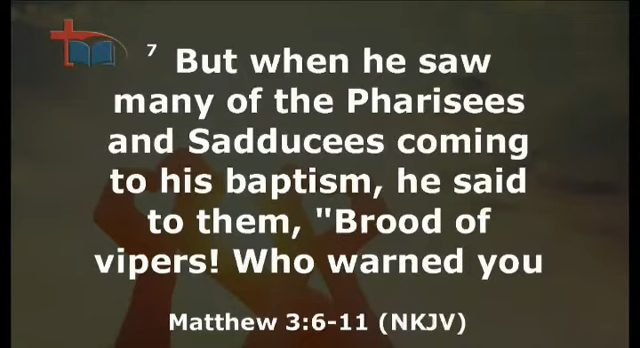 7 But when he saw
many of the Pharisees
and Sadducees coming
to his baptism, he said
to them, "Brood of
vipers! Who warned you
Matthew 3:6-11 (NKJV)